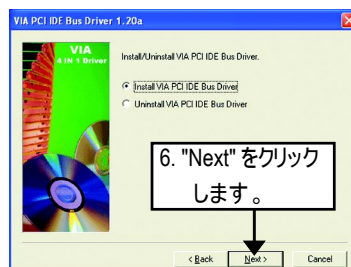 VIA PCI IDE Bus Driver 1.20a
VIA
4 IN 1 Driver
Install/Uninstall VIA PCI IDE Bus Driver.
Install VIA PCI IDE Bus Driver
Uninstall VIA PCI IDE Bus Driver
6. "Next" をクリック
します。
< Back
Next >
Cancel